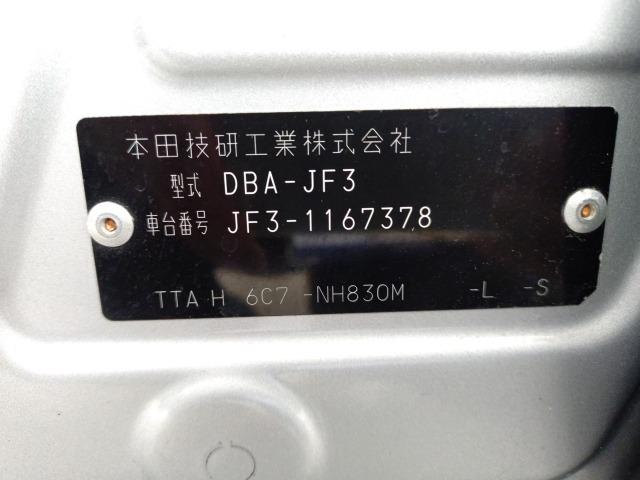 本田技研工業株式会社
型式 DBA-JF3
車台番号 JF3-1167378
TTA H 6C7 -NH830M -L -S